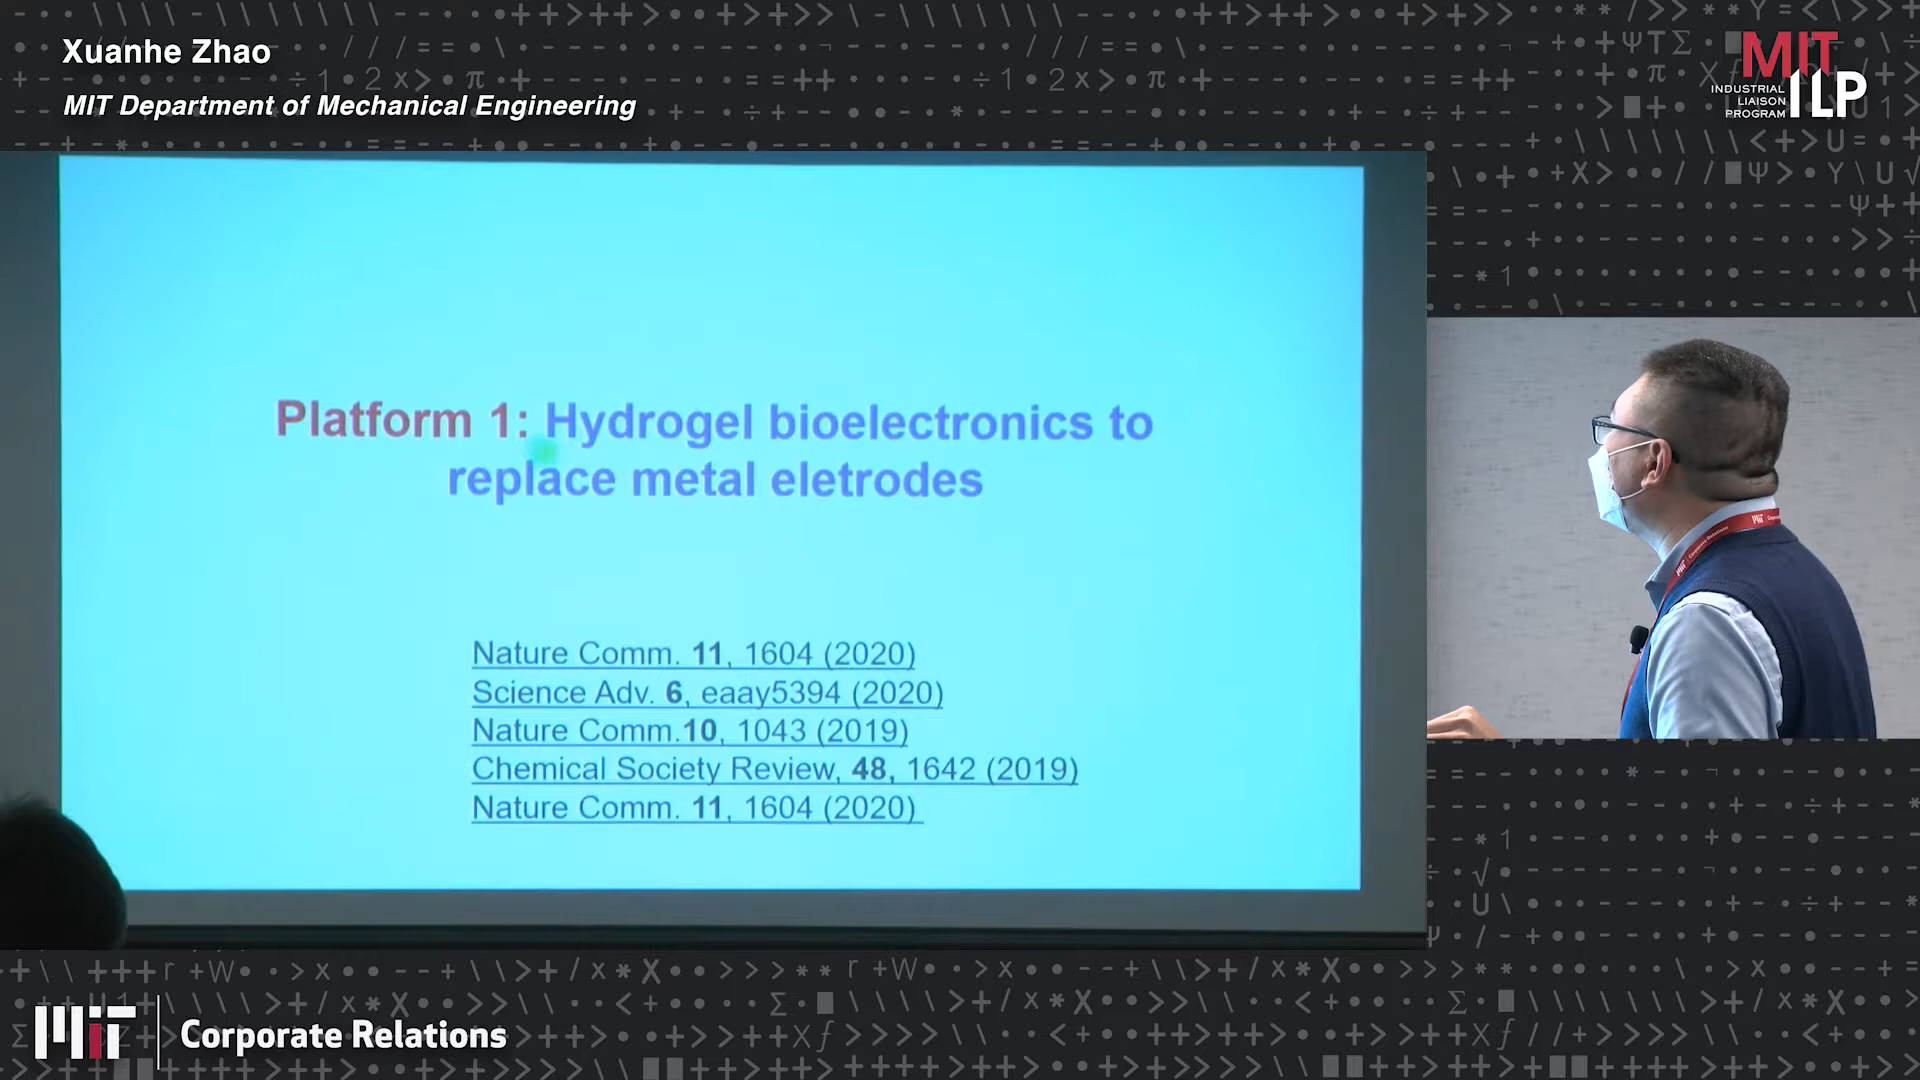 Xuanhe Zhao
MIT Department of Mechanical Engineering
MIT
ILP
INDUSTRIAL
LIAISON
PROGRAM
Platform 1: Hydrogel bioelectronics to
replace metal eletrodes
Nature Comm. 11, 1604 (2020)
Science Adv. 6, eaay5394 (2020)
Nature Comm.10, 1043 (2019)
Chemical Society Review, 48, 1642 (2019)
Nature Comm. 11, 1604 (2020)
MIT Corporate Relations